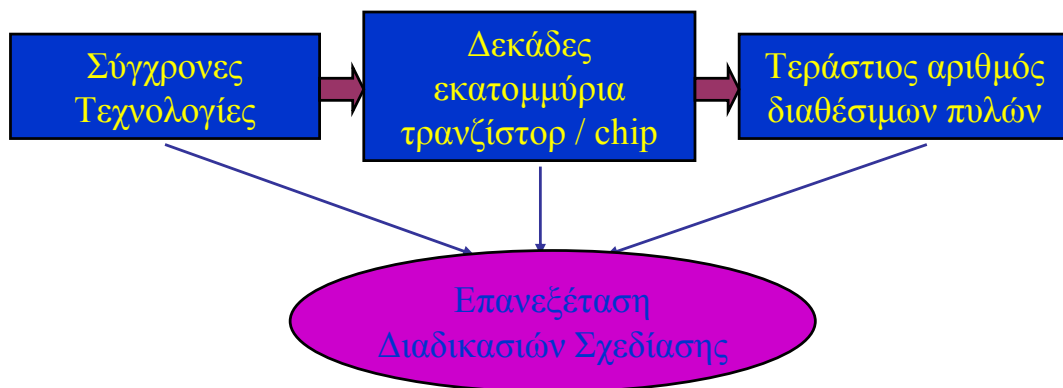 Σύγχρονες
Τεχνολογίες
Δεκάδες
εκατομμύρια
τρανζίστορ / chip
Τεράστιος αριθμός
διαθέσιμων πυλών
Επανεξέταση
Διαδικασιών Σχεδίασης